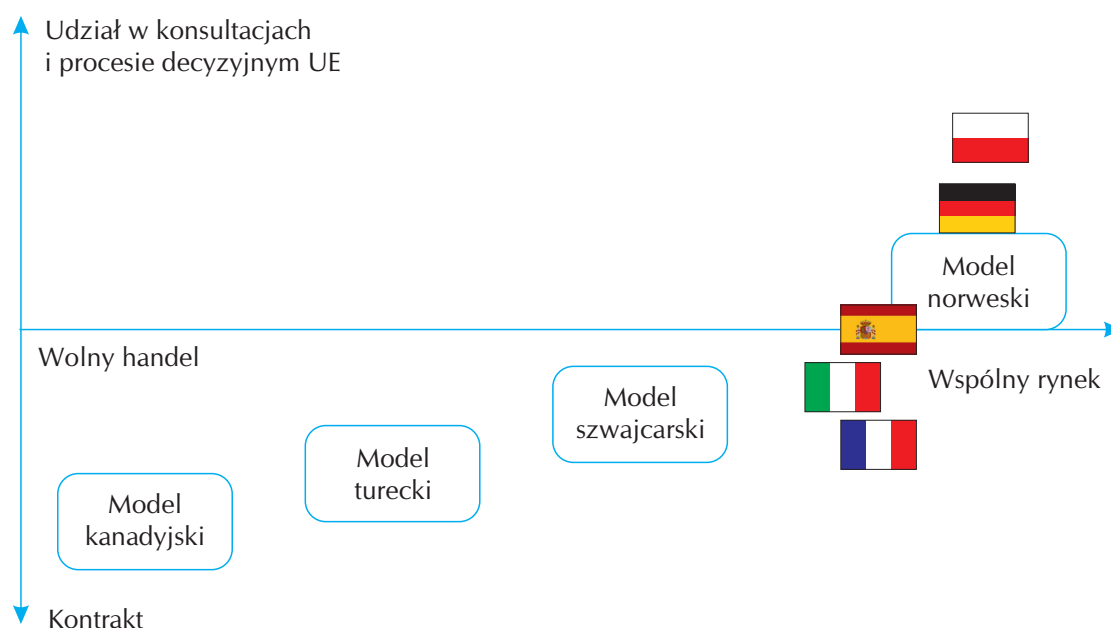 Udział w konsultacjach
i procesie decyzyjnym UE
Model
norweski
Wolny handel
Wspólny rynek
Model
szwajcarski
Model
turecki
Model
kanadyjski
Kontrakt